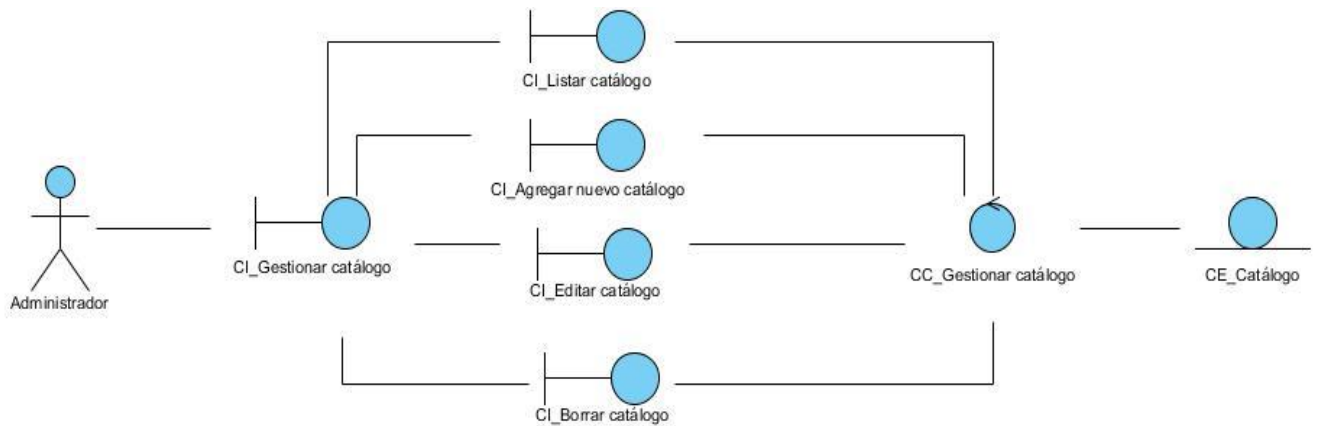 CI_Listar catálogo
CI_Agregar nuevo catálogo
Administrador
CI_Gestionar catálogo
CI_Editar catálogo
CC_Gestionar catálogo
CE_Catálogo
CI_Borrar catálogo